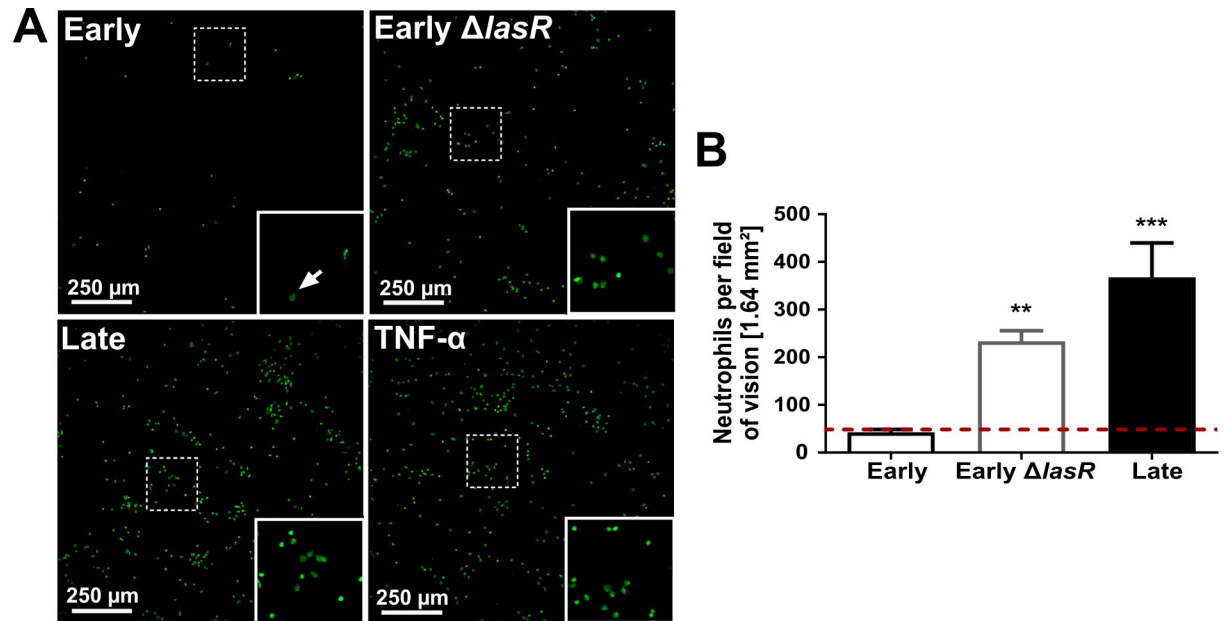 A
Early
Early ΔlasR
250 μm
250 μm
Late
TNF-α
250 μm
250 μm
B
Neutrophils per field
of vision [1.64 mm²]
500
400
300
200
100
0
**
***
Early
Early ΔlasR
Late